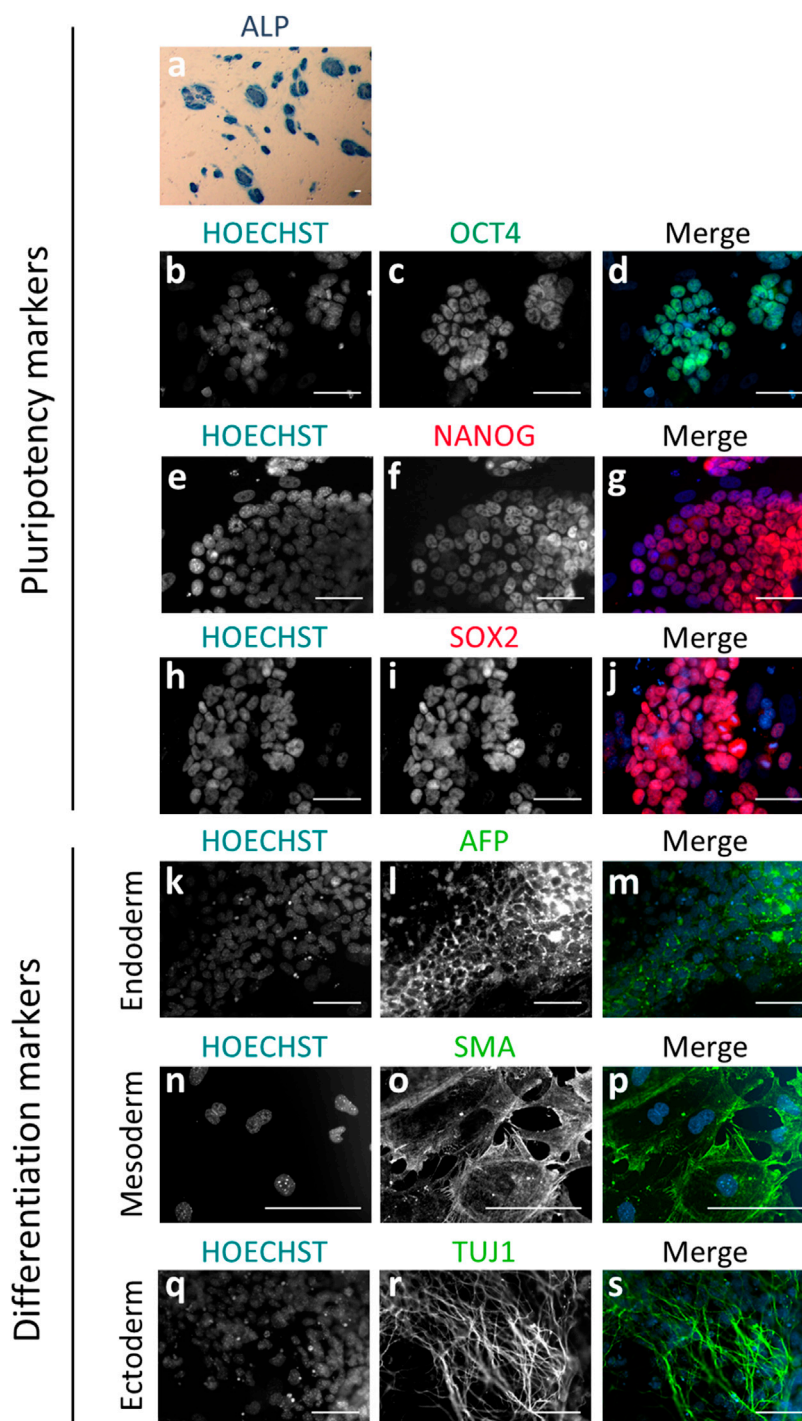 ALP
a
Pluripotency markers
HOECHST OCT4 Merge
b c d
HOECHST NANOG Merge
e f g
HOECHST SOX2 Merge
h i j
Differentiation markers
Endoderm
HOECHST AFP Merge
k l m
Mesoderm
HOECHST SMA Merge
n o p
Ectoderm
HOECHST TUJ1 Merge
q r s